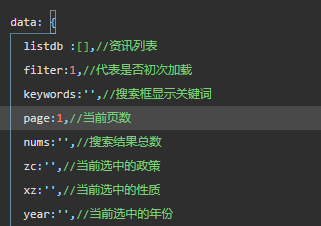 data: {
listdb :[],//资讯列表
filter:1,//代表是否初次加载
keywords:'',//搜索框显示关键词
page:1,//当前页数
nums:'',//搜索结果总数
zc:'',//当前选中的政策
xz:'',//当前选中的性质
year:'',//当前选中的年份